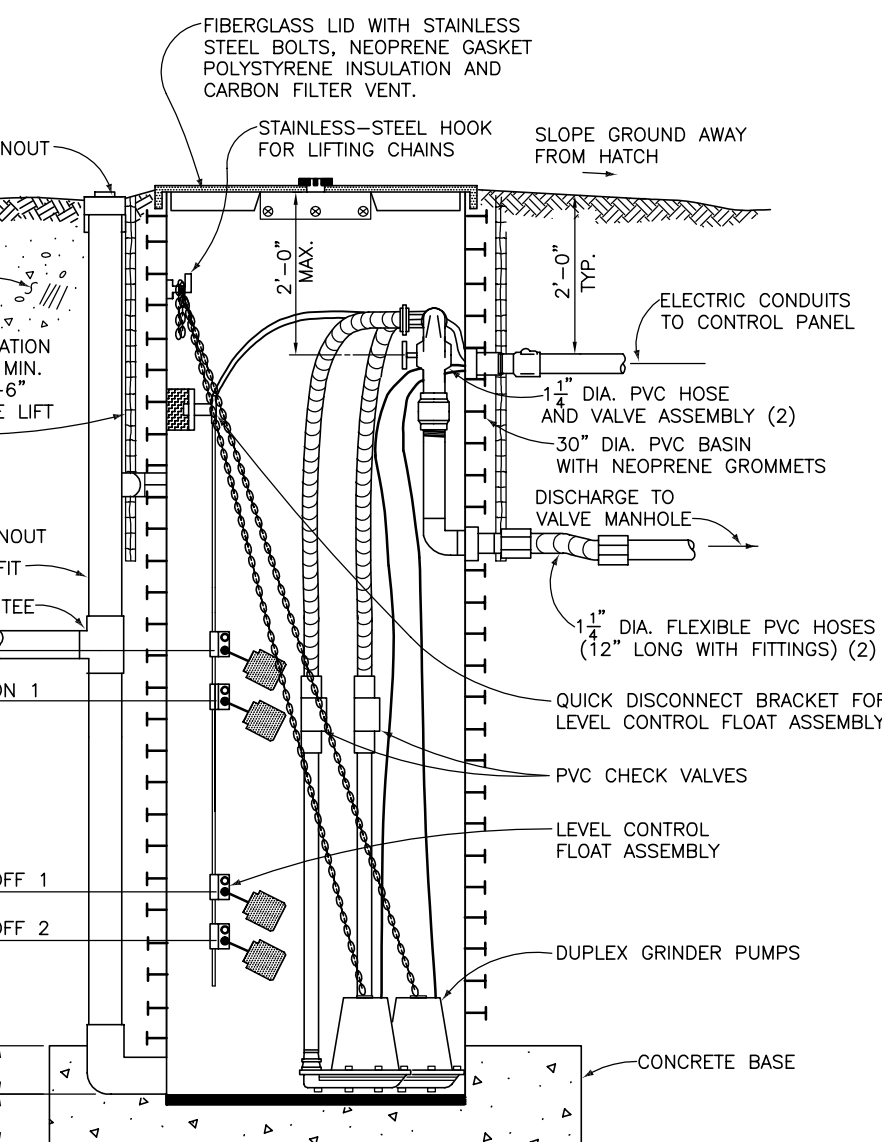 FIBERGLASS LID WITH STAINLESS
STEEL BOLTS, NEOPRENE GASKET
POLYSTYRENE INSULATION AND
CARBON FILTER VENT.
STAINLESS-STEEL HOOK
FOR LIFTING CHAINS
SLOPE GROUND AWAY
FROM HATCH
NOUT
2'-0"
MAX.
2'-0"
TYP.
ELECTRIC CONDUITS
TO CONTROL PANEL
ATION
MIN.
-6"
E LIFT
1 1/4" DIA. PVC HOSE
AND VALVE ASSEMBLY (2)
30" DIA. PVC BASIN
WITH NEOPRENE GROMMETS
DISCHARGE TO
VALVE MANHOLE
NOUT
FIT
TEE
1 1/4" DIA. FLEXIBLE PVC HOSES
(12" LONG WITH FITTINGS) (2)
ON 1
QUICK DISCONNECT BRACKET FOR
LEVEL CONTROL FLOAT ASSEMBLY
PVC CHECK VALVES
LEVEL CONTROL
FLOAT ASSEMBLY
OFF 1
OFF 2
DUPLEX GRINDER PUMPS
CONCRETE BASE